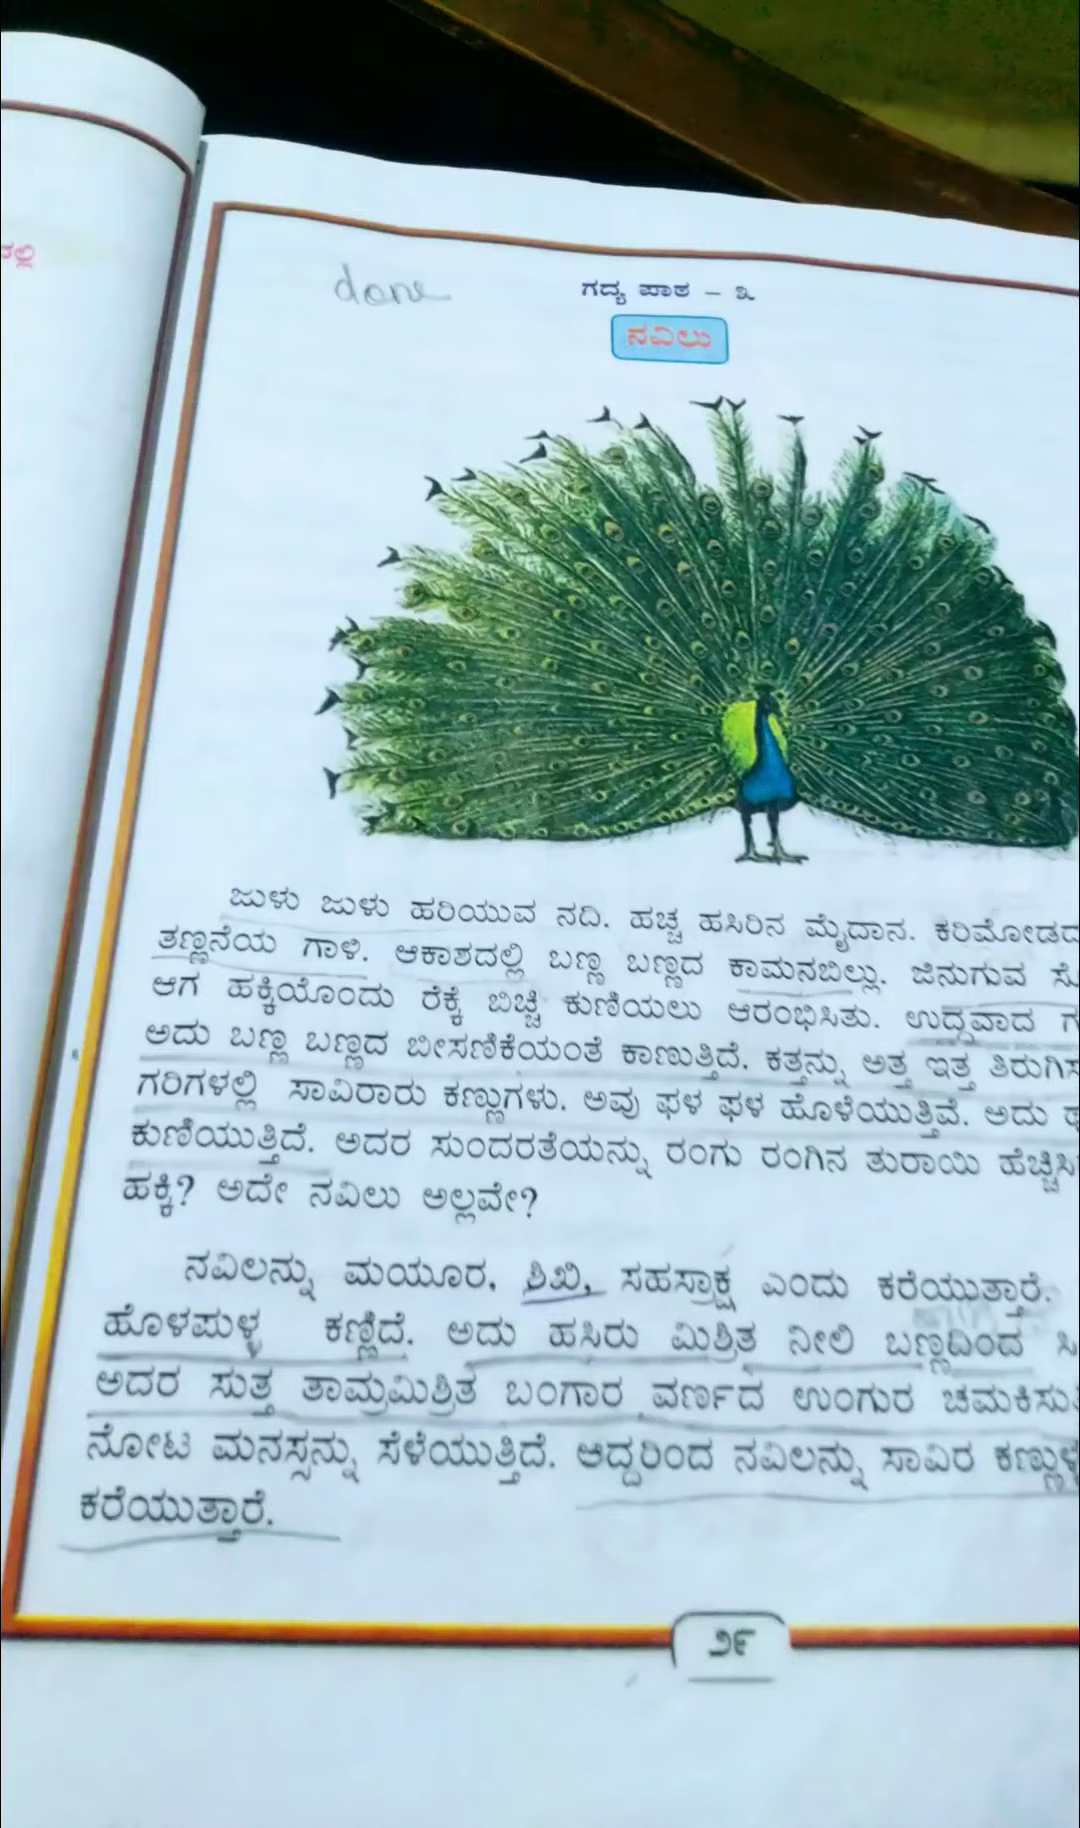 ನಲ್ಲಿ
done
ಗದ್ಯ ಪಾಠ – ೩
ನವಿಲು
ಜುಳು ಜುಳು ಹರಿಯುವ ನದಿ. ಹಚ್ಚ ಹಸಿರಿನ ಮೈದಾನ. ಕರಿಮೋಡದ
ತಣ್ಣನೆಯ ಗಾಳಿ. ಆಕಾಶದಲ್ಲಿ ಬಣ್ಣ ಬಣ್ಣದ ಕಾಮನಬಿಲ್ಲು. ಜಿನುಗುವ ಸೋ
ಆಗ ಹಕ್ಕಿಯೊಂದು ರೆಕ್ಕೆ ಬಿಚ್ಚಿ ಕುಣಿಯಲು ಆರಂಭಿಸಿತು. ಉದ್ದವಾದ ಗ
ಅದು ಬಣ್ಣ ಬಣ್ಣದ ಬೀಸಣಿಕೆಯಂತೆ ಕಾಣುತ್ತಿದೆ. ಕತ್ತನ್ನು ಅತ್ತ ಇತ್ತ ತಿರುಗಿಸ
ಗರಿಗಳಲ್ಲಿ ಸಾವಿರಾರು ಕಣ್ಣುಗಳು. ಅವು ಫಳ ಫಳ ಹೊಳೆಯುತ್ತಿವೆ. ಅದು
ಕುಣಿಯುತ್ತಿದೆ. ಅದರ ಸುಂದರತೆಯನ್ನು ರಂಗು ರಂಗಿನ ತುರಾಯಿ ಹೆಚ್ಚಿಸಿ
ಹಕ್ಕಿ? ಅದೇ ನವಿಲು ಅಲ್ಲವೇ?
ನವಿಲನ್ನು ಮಯೂರ, ಶಿಖಿ, ಸಹಸ್ರಾಕ್ಷ ಎಂದು ಕರೆಯುತ್ತಾರೆ.
ಹೊಳಪುಳ್ಳ ಕಣ್ಣಿದೆ. ಅದು ಹಸಿರು ಮಿಶ್ರಿತ ನೀಲಿ ಬಣ್ಣದಿಂದ ಸಿ
ಅದರ ಸುತ್ತ ತಾಮ್ರಮಿಶ್ರಿತ ಬಂಗಾರ ವರ್ಣದ ಉಂಗುರ ಚಮಕಿಸು
ನೋಟ ಮನಸ್ಸನ್ನು ಸೆಳೆಯುತ್ತಿದೆ. ಆದ್ದರಿಂದ ನವಿಲನ್ನು ಸಾವಿರ ಕಣ್ಣುಳ್ಳ
ಕರೆಯುತ್ತಾರೆ.
೨೯